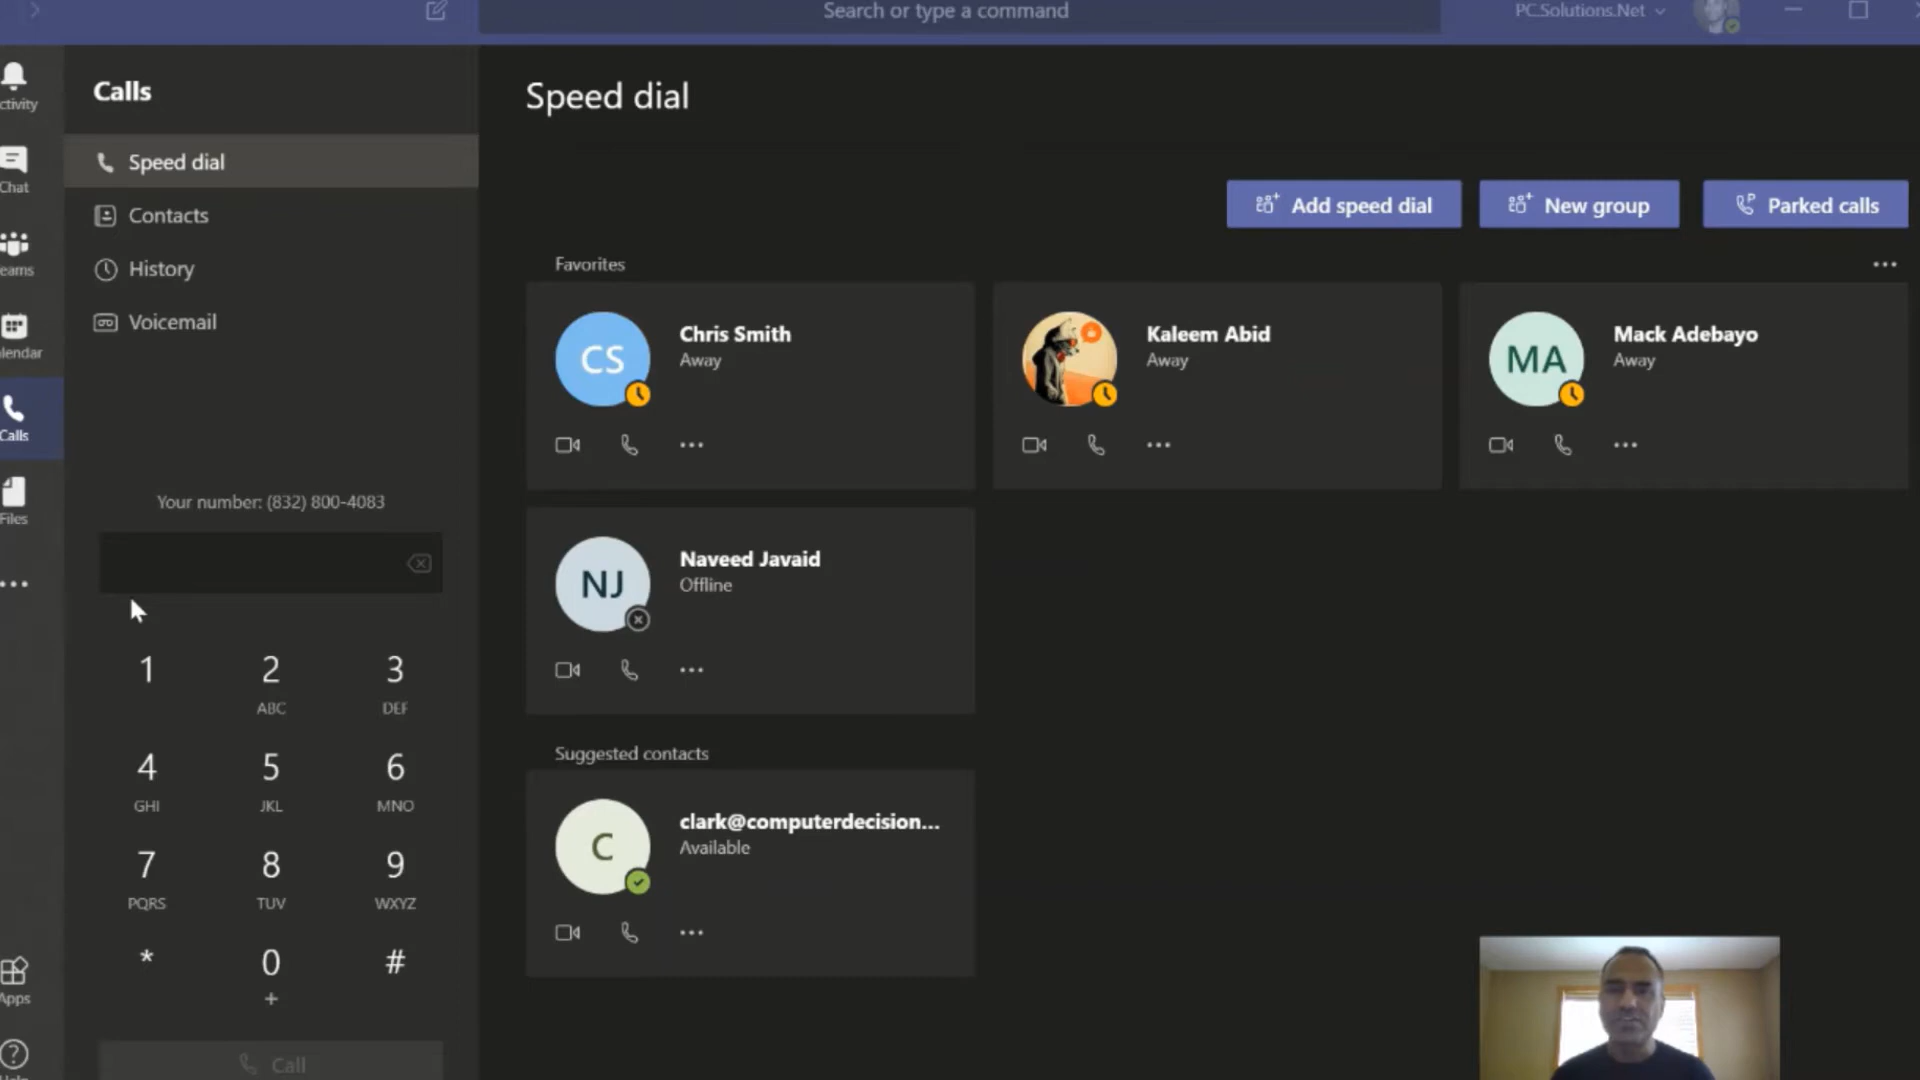 Search or type a command
PC.Solutions.Net
ctivity
Chat
eams
lendar
Calls
Files
Apps
Calls
Speed dial
Contacts
History
Voicemail
Your number: (832) 800-4083
1
2
ABC
3
DEF
4
GHI
5
JKL
6
MNO
7
PQRS
8
TUV
9
WXYZ
*
0
+
#
Call
Speed dial
Add speed dial
New group
Parked calls
Favorites
CS
Chris Smith
Away
Kaleem Abid
Away
MA
Mack Adebayo
Away
NJ
Naveed Javaid
Offline
Suggested contacts
C
clark@computerdecision...
Available